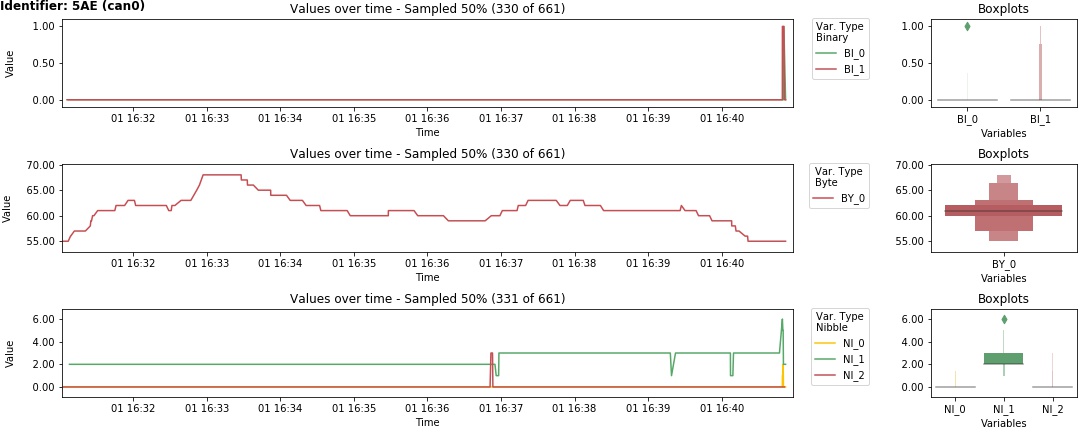 Identifier: 5AE (can0)
Values over time - Sampled 50% (330 of 661)
Boxplots
1.00
0.50
0.00
Value
01 16:32 01 16:33 01 16:34 01 16:35 01 16:36 01 16:37 01 16:38 01 16:39 01 16:40
Time
Var. Type
Binary
BI_0
BI_1
1.00
0.50
0.00
BI_0 BI_1
Variables
Values over time - Sampled 50% (330 of 661)
Boxplots
70.00
65.00
60.00
55.00
Value
01 16:32 01 16:33 01 16:34 01 16:35 01 16:36 01 16:37 01 16:38 01 16:39 01 16:40
Time
Var. Type
Byte
BY_0
70.00
65.00
60.00
55.00
BY_0
Variables
Values over time - Sampled 50% (331 of 661)
Boxplots
6.00
4.00
2.00
0.00
Value
01 16:32 01 16:33 01 16:34 01 16:35 01 16:36 01 16:37 01 16:38 01 16:39 01 16:40
Time
Var. Type
Nibble
NI_0
NI_1
NI_2
6.00
4.00
2.00
0.00
NI_0 NI_1 NI_2
Variables